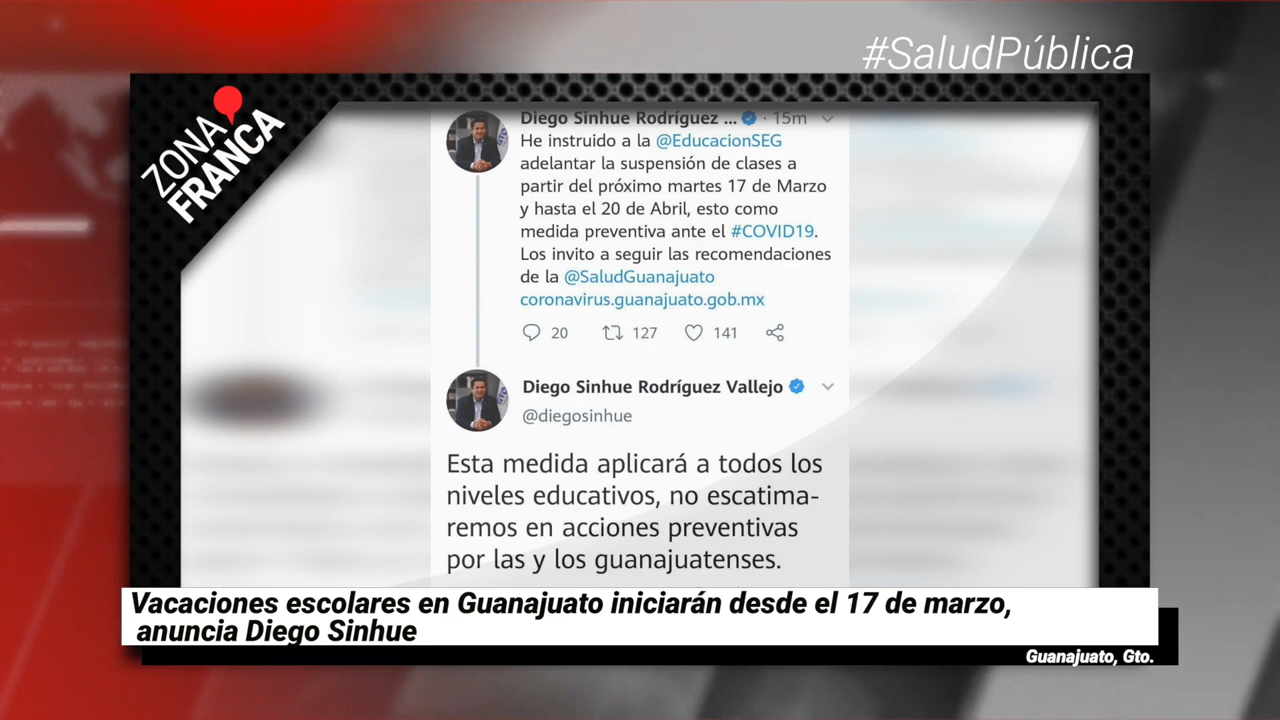 #SaludPública
ZONA
FRANCA
Diego Sinhue Rodríguez ... · 15m
He instruido a la @EducacionSEG
adelantar la suspensión de clases a
partir del próximo martes 17 de Marzo
y hasta el 20 de Abril, esto como
medida preventiva ante el #COVID19.
Los invito a seguir las recomendaciones
de la @SaludGuanajuato
coronavirus.guanajuato.gob.mx
20 127 141
Diego Sinhue Rodríguez Vallejo
@diegosinhue
Esta medida aplicará a todos los
niveles educativos, no escatima-
remos en acciones preventivas
por las y los guanajuatenses.
Vacaciones escolares en Guanajuato iniciarán desde el 17 de marzo,
anuncia Diego Sinhue
Guanajuato, Gto.